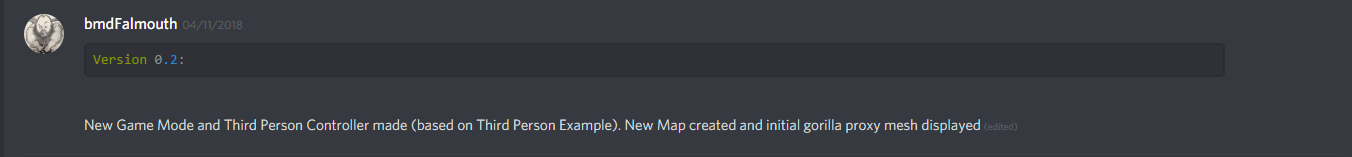 bmdFalmouth 04/11/2018
Version 0.2:
New Game Mode and Third Person Controller made (based on Third Person Example). New Map created and initial gorilla proxy mesh displayed (edited)